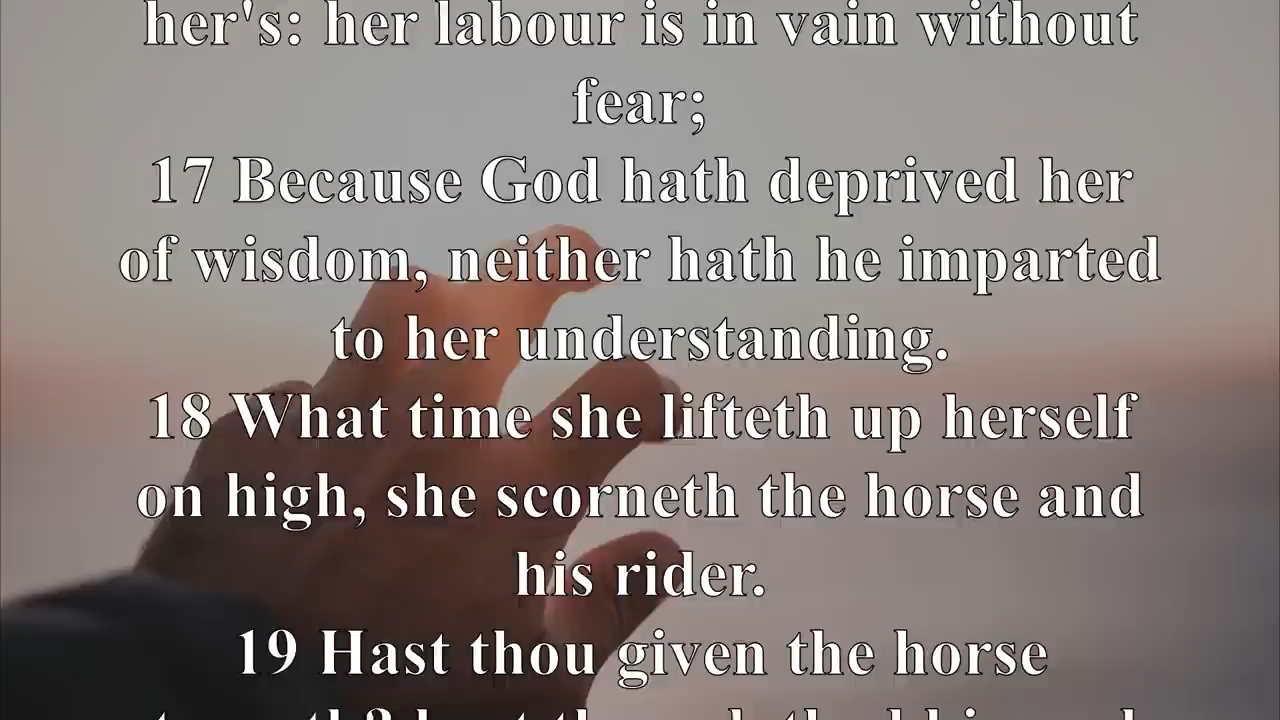 her's: her labour is in vain without
fear;
17 Because God hath deprived her
of wisdom, neither hath he imparted
to her understanding.
18 What time she lifteth up herself
on high, she scorneth the horse and
his rider.
19 Hast thou given the horse